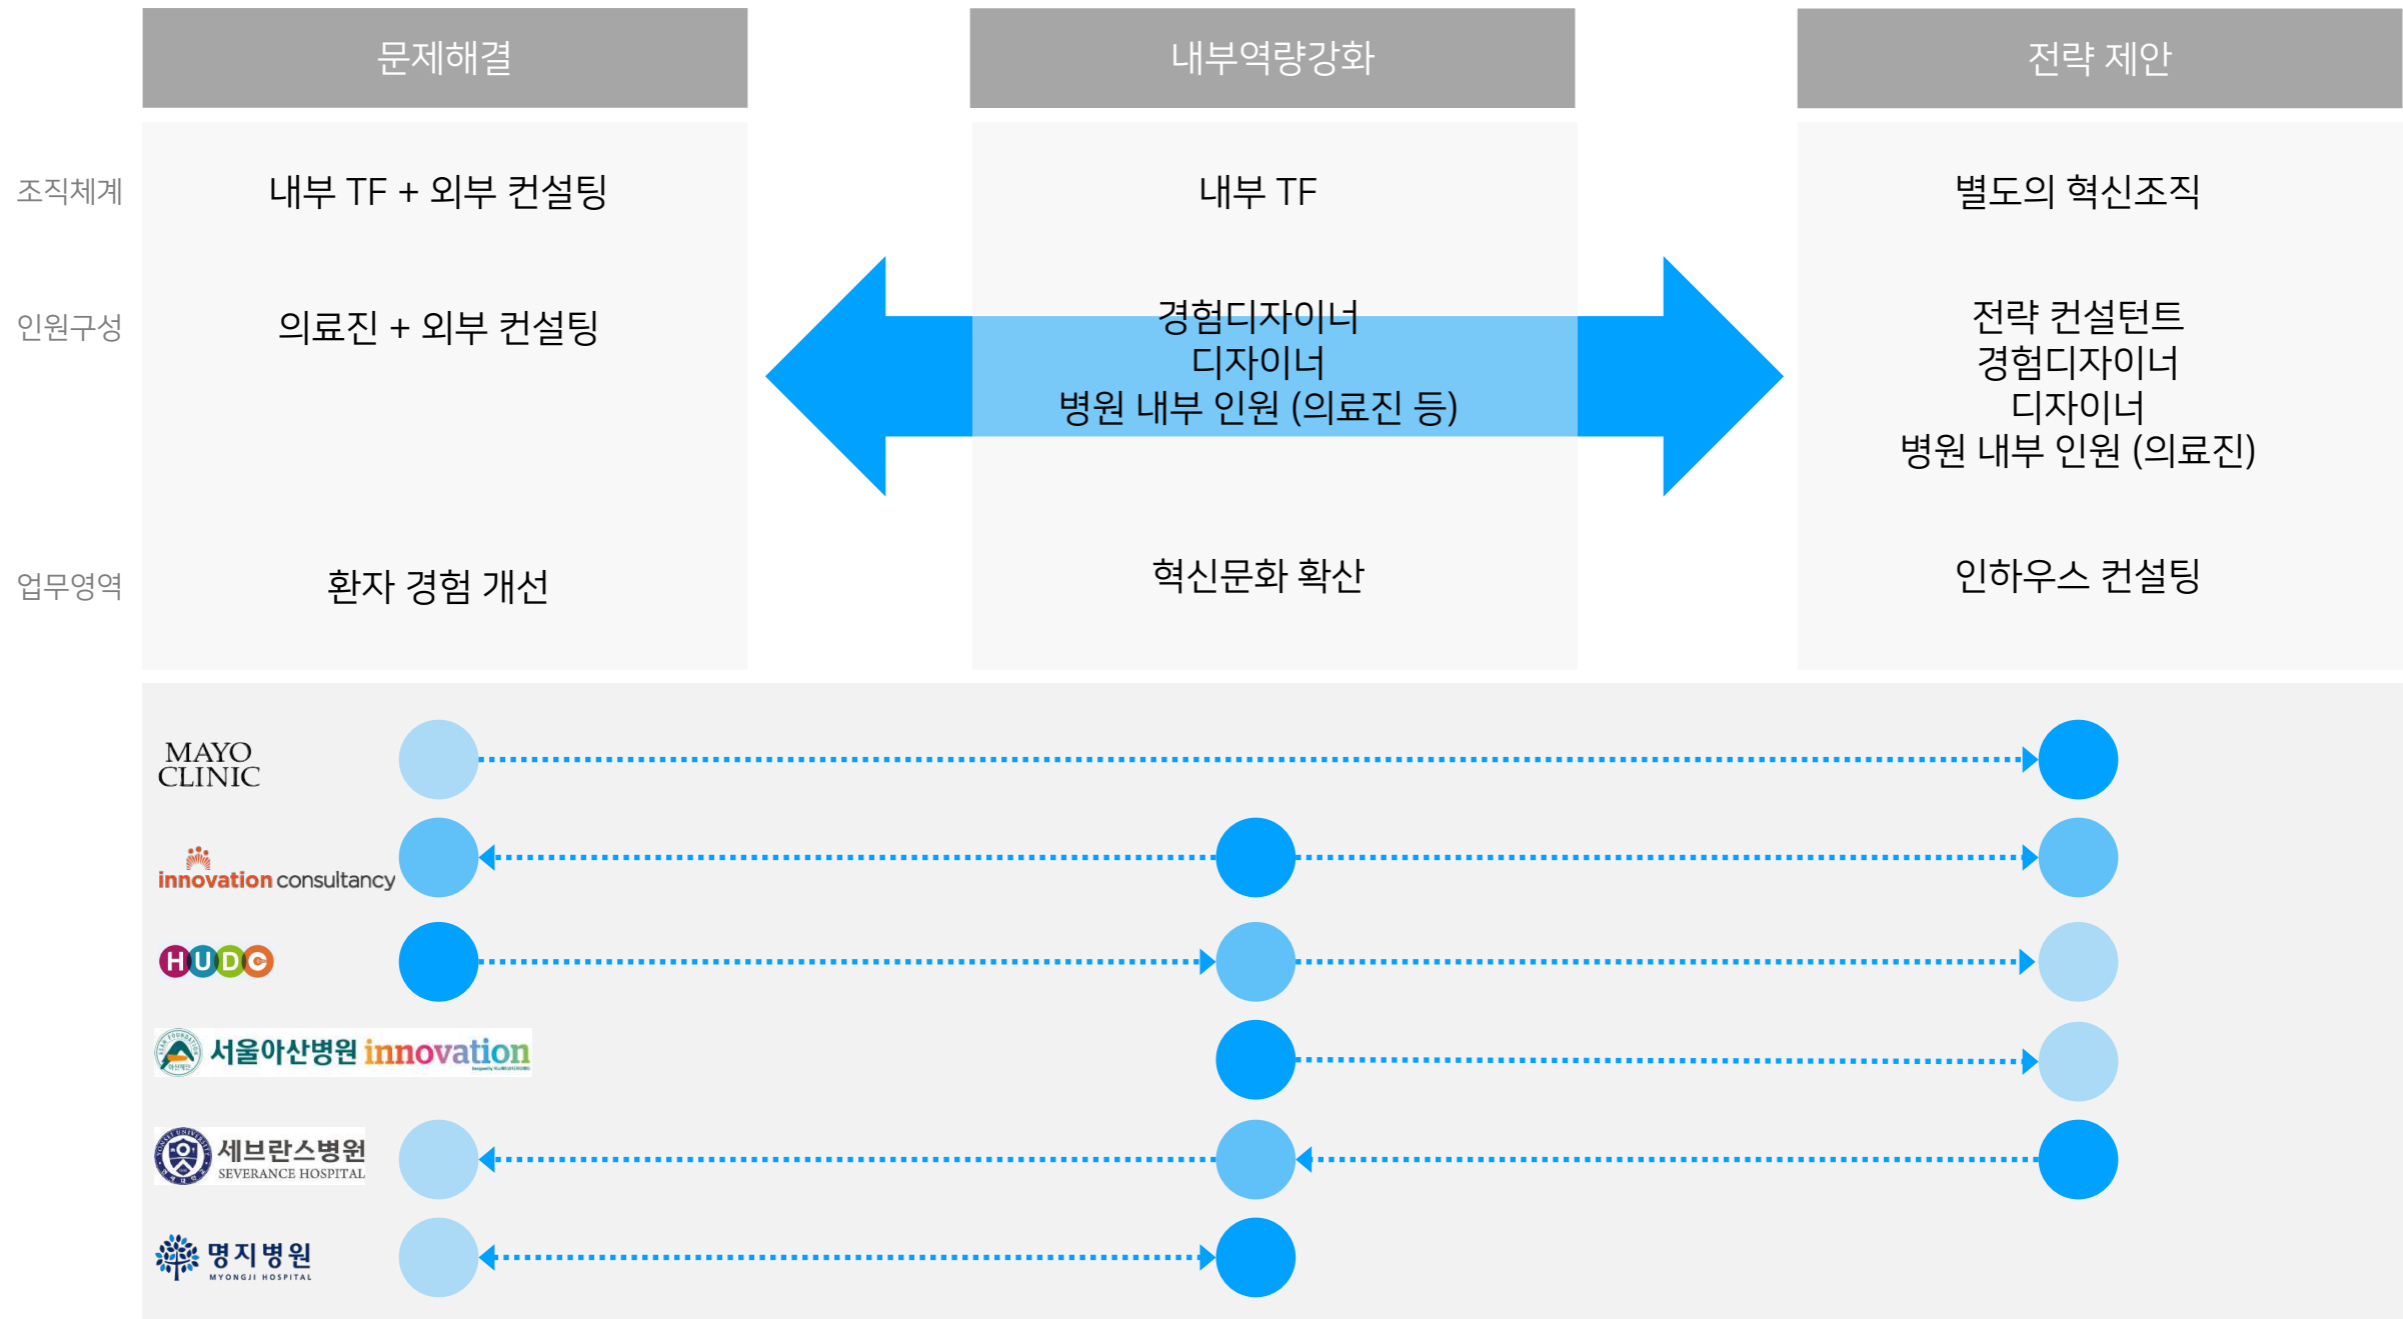 문제해결
내부역량강화
전략 제안
조직체계
내부 TF + 외부 컨설팅
내부 TF
별도의 혁신조직
인원구성
의료진 + 외부 컨설팅
경험디자이너
디자이너
병원 내부 인원 (의료진 등)
전략 컨설턴트
경험디자이너
디자이너
병원 내부 인원 (의료진)
업무영역
환자 경험 개선
혁신문화 확산
인하우스 컨설팅
MAYO
CLINIC
innovation consultancy
HUDC
서울아산병원 innovation
세브란스병원
SEVERANCE HOSPITAL
명지병원
MYONGJI HOSPITAL